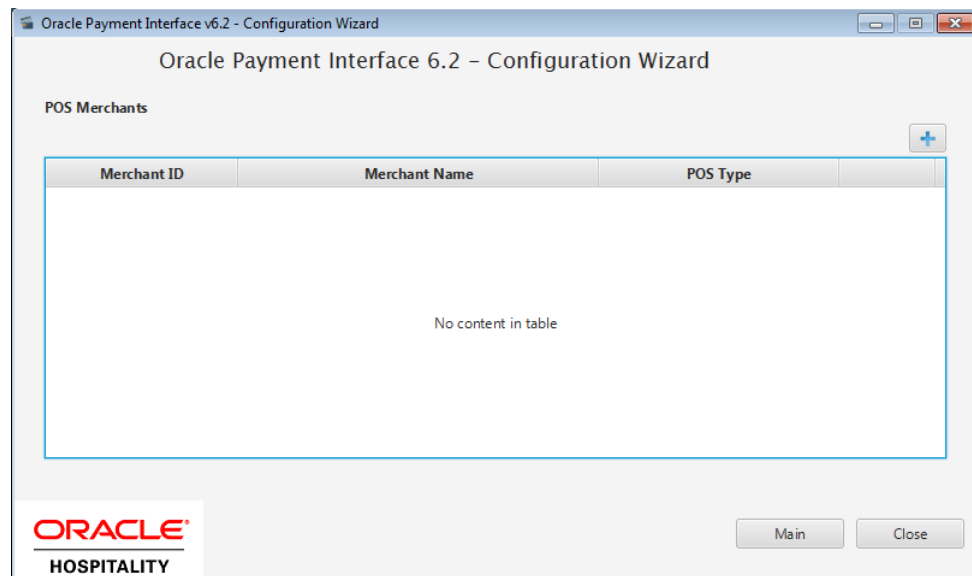 Oracle Payment Interface v6.2 - Configuration Wizard
Oracle Payment Interface 6.2 – Configuration Wizard
POS Merchants
Merchant ID Merchant Name POS Type
No content in table
Main Close
ORACLE®
HOSPITALITY